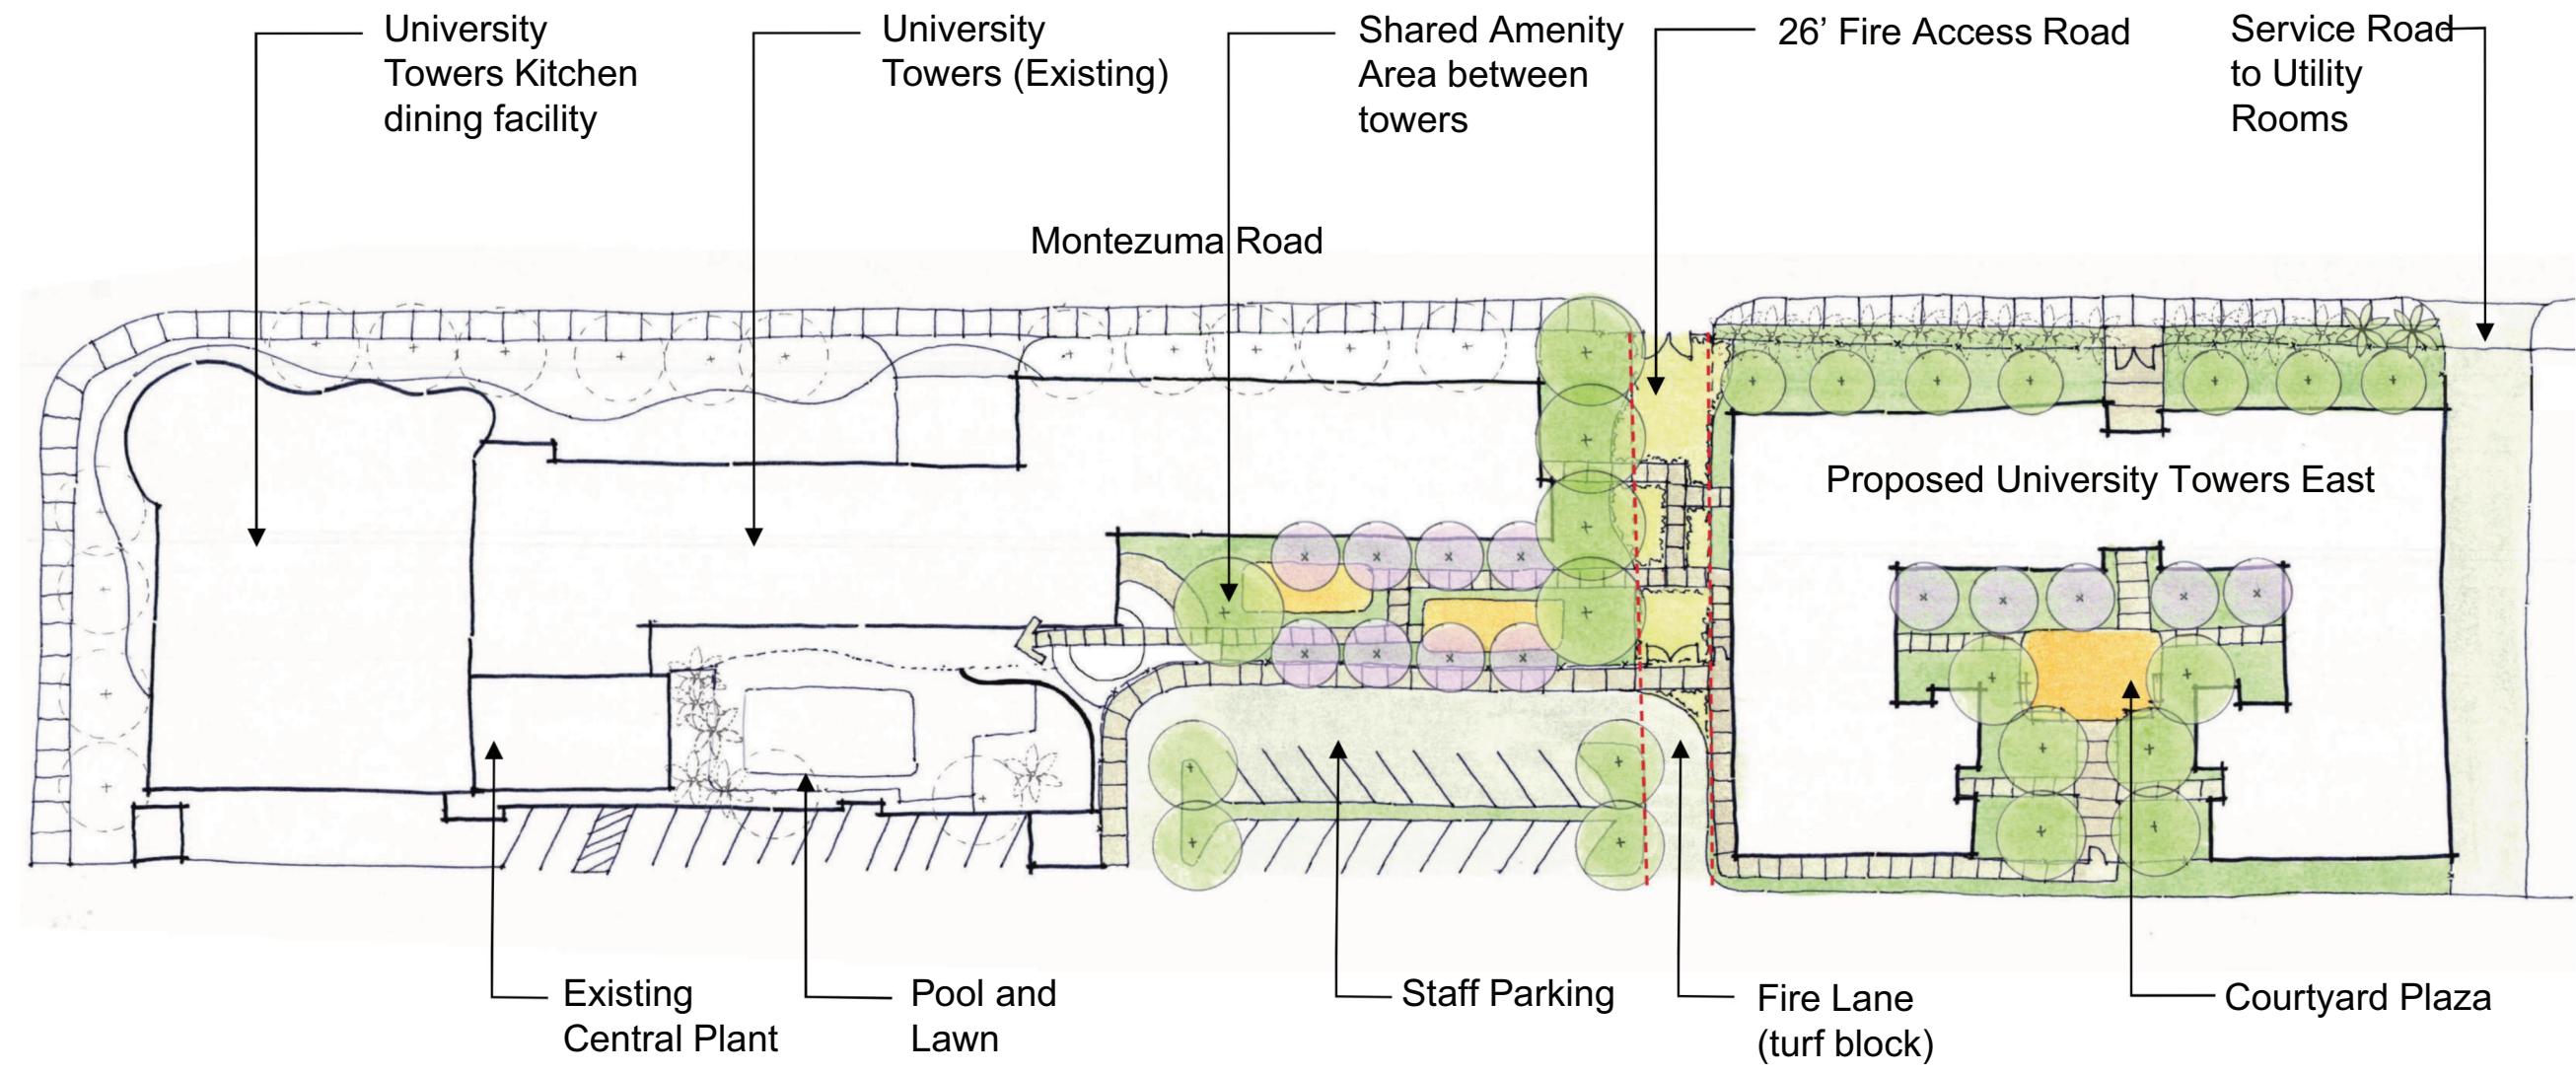 University
Towers Kitchen
dining facility
University
Towers (Existing)
Shared Amenity
Area between
towers
26’ Fire Access Road
Service Road
to Utility
Rooms
Montezuma Road
Proposed University Towers East
Existing
Central Plant
Pool and
Lawn
Staff Parking
Fire Lane
(turf block)
Courtyard Plaza